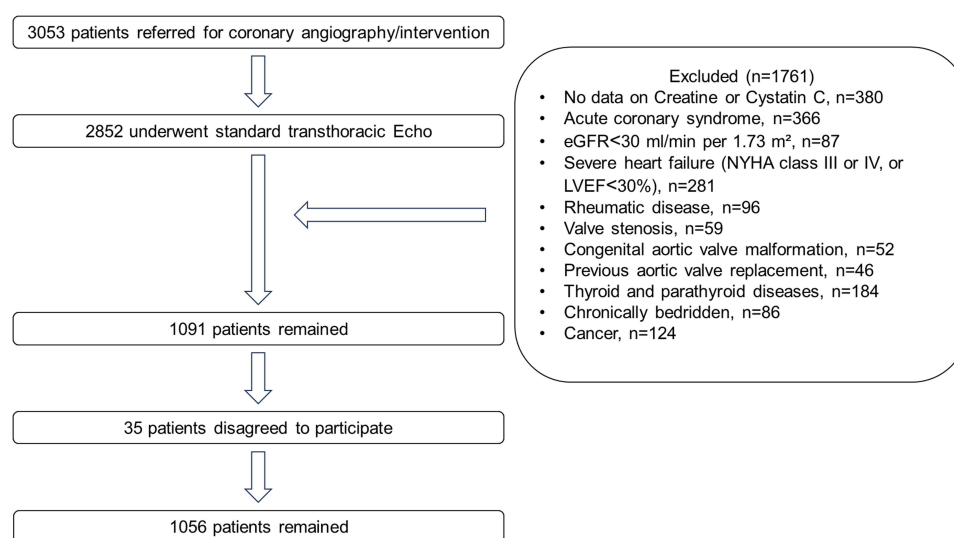 3053 patients referred for coronary angiography/intervention
2852 underwent standard transthoracic Echo
Excluded (n=1761)
• No data on Creatine or Cystatin C, n=380
• Acute coronary syndrome, n=366
• eGFR<30 ml/min per 1.73 m², n=87
• Severe heart failure (NYHA class III or IV, or
LVEF<30%), n=281
• Rheumatic disease, n=96
• Valve stenosis, n=59
• Congenital aortic valve malformation, n=52
• Previous aortic valve replacement, n=46
• Thyroid and parathyroid diseases, n=184
• Chronically bedridden, n=86
• Cancer, n=124
1091 patients remained
35 patients disagreed to participate
1056 patients remained